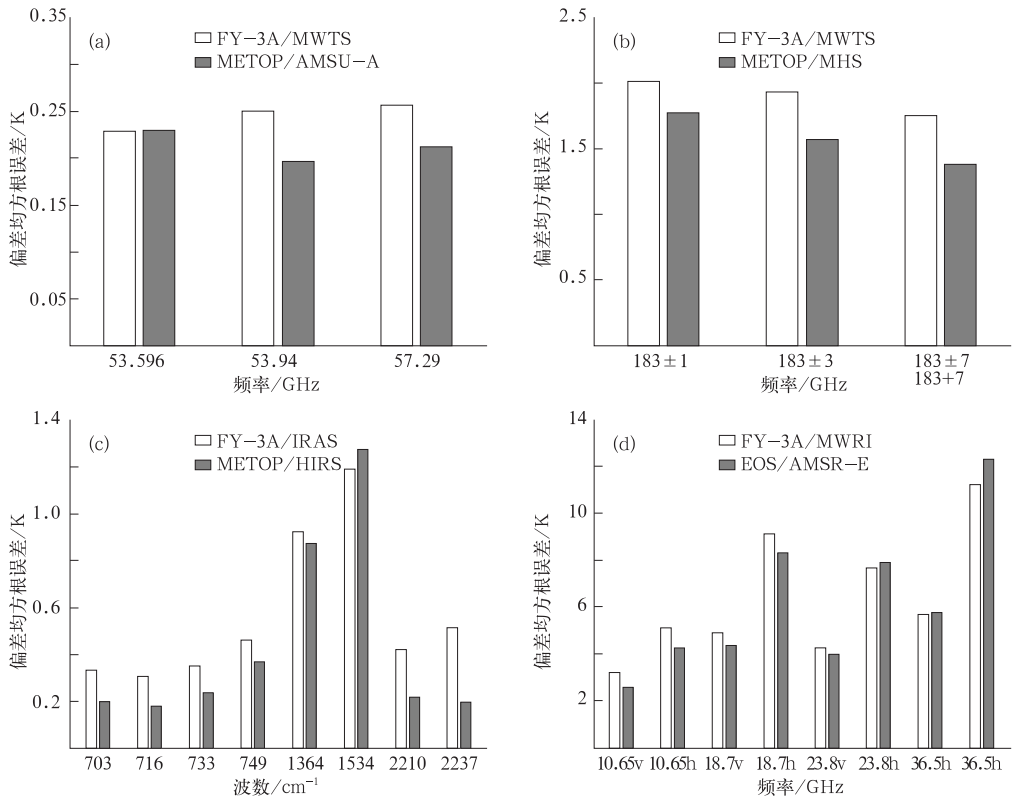 (a)
FY-3A/MWTS
METOP/AMSU-A
0.35
0.25
0.15
0.05
偏差均方根误差/K
53.596 53.94 57.29
频率/GHz
(b)
FY-3A/MWTS
METOP/MHS
2.5
1.5
0.5
偏差均方根误差/K
183±1 183±3 183±7
183+7
频率/GHz
(c)
FY-3A/IRAS
METOP/HIRS
1.4
1.0
0.6
0.2
偏差均方根误差/K
703 716 733 749 1364 1534 2210 2237
波数/cm⁻¹
(d)
FY-3A/MWRI
EOS/AMSR-E
14
10
6
2
偏差均方根误差/K
10.65v 10.65h 18.7v 18.7h 23.8v 23.8h 36.5h 36.5h
频率/GHz